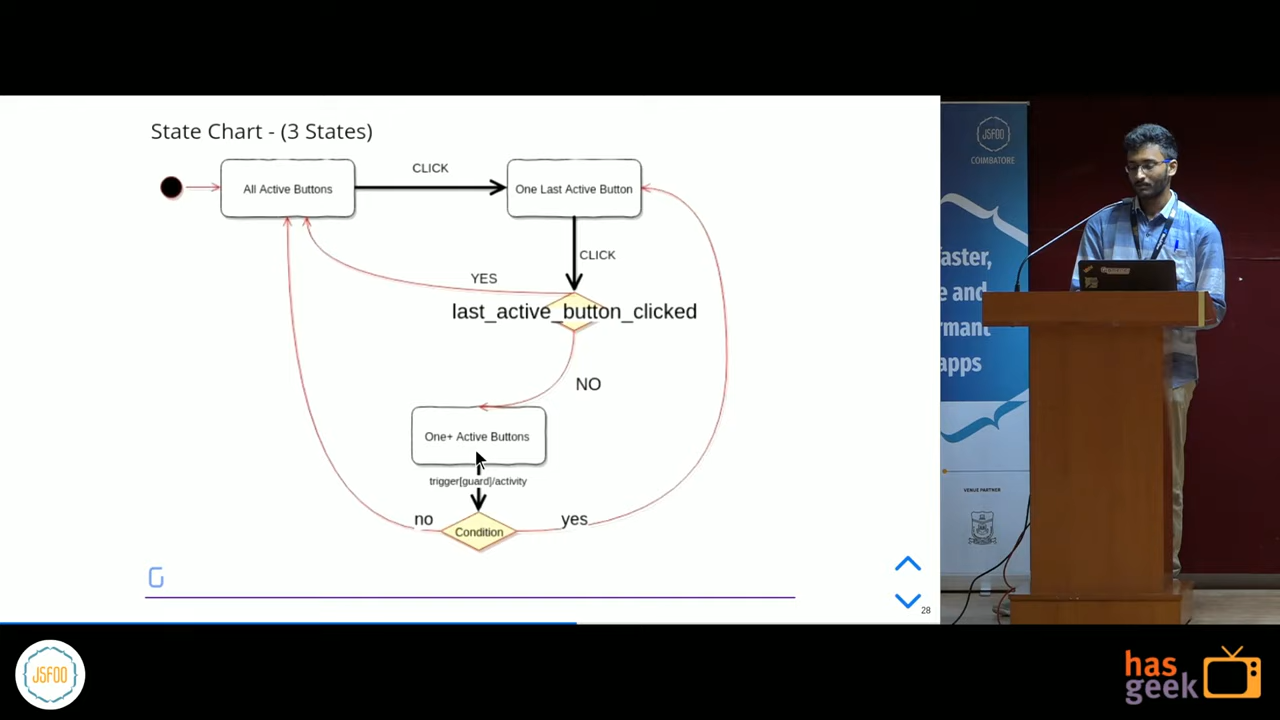 State Chart - (3 States)
All Active Buttons
CLICK
One Last Active Button
CLICK
YES
last_active_button_clicked
NO
One+ Active Buttons
trigger[guard]/activity
no
Condition
yes
28
JSFOO
COIMBATORE
aster,
e and
rmant
apps
VENUE PARTNER
JSFOO
has
geek